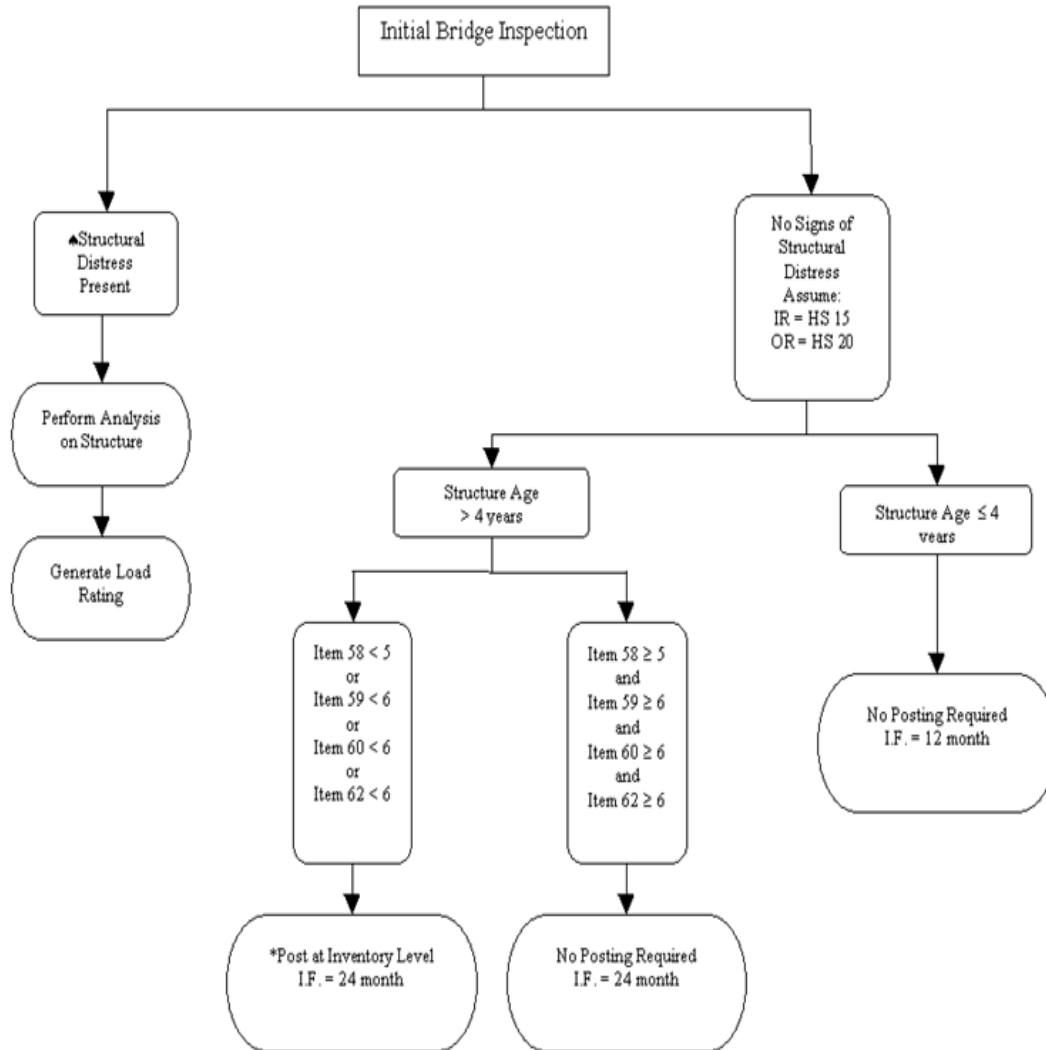 Initial Bridge Inspection
♠Structural
Distress
Present
No Signs of
Structural
Distress
Assume:
IR = HS 15
OR = HS 20
Perform Analysis
on Structure
Structure Age
> 4 years
Structure Age ≤ 4
years
Generate Load
Rating
Item 58 < 5
or
Item 59 < 6
or
Item 60 < 6
or
Item 62 < 6
Item 58 ≥ 5
and
Item 59 ≥ 6
and
Item 60 ≥ 6
and
Item 62 ≥ 6
No Posting Required
I.F. = 12 month
*Post at Inventory Level
I.F. = 24 month
No Posting Required
I.F. = 24 month